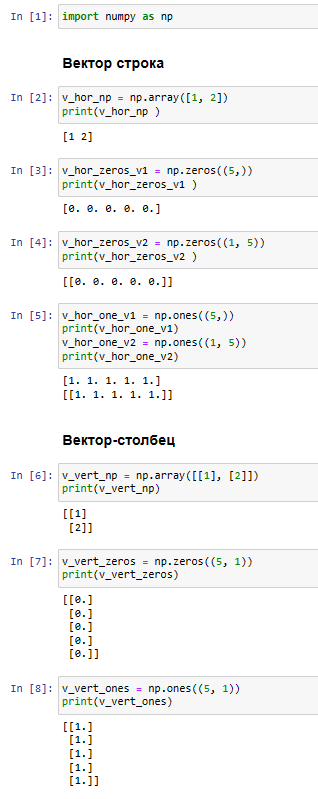 In [1]: import numpy as np
Вектор строка
In [2]: v_hor_np = np.array([1, 2])
print(v_hor_np )
[1 2]
In [3]: v_hor_zeros_v1 = np.zeros((5,))
print(v_hor_zeros_v1 )
[0. 0. 0. 0. 0.]
In [4]: v_hor_zeros_v2 = np.zeros((1, 5))
print(v_hor_zeros_v2 )
[[0. 0. 0. 0. 0.]]
In [5]: v_hor_one_v1 = np.ones((5,))
print(v_hor_one_v1)
v_hor_one_v2 = np.ones((1, 5))
print(v_hor_one_v2)
[1. 1. 1. 1. 1.]
[[1. 1. 1. 1. 1.]]
Вектор-столбец
In [6]: v_vert_np = np.array([[1], [2]])
print(v_vert_np)
[[1]
[2]]
In [7]: v_vert_zeros = np.zeros((5, 1))
print(v_vert_zeros)
[[0.]
[0.]
[0.]
[0.]
[0.]]
In [8]: v_vert_ones = np.ones((5, 1))
print(v_vert_ones)
[[1.]
[1.]
[1.]
[1.]
[1.]]